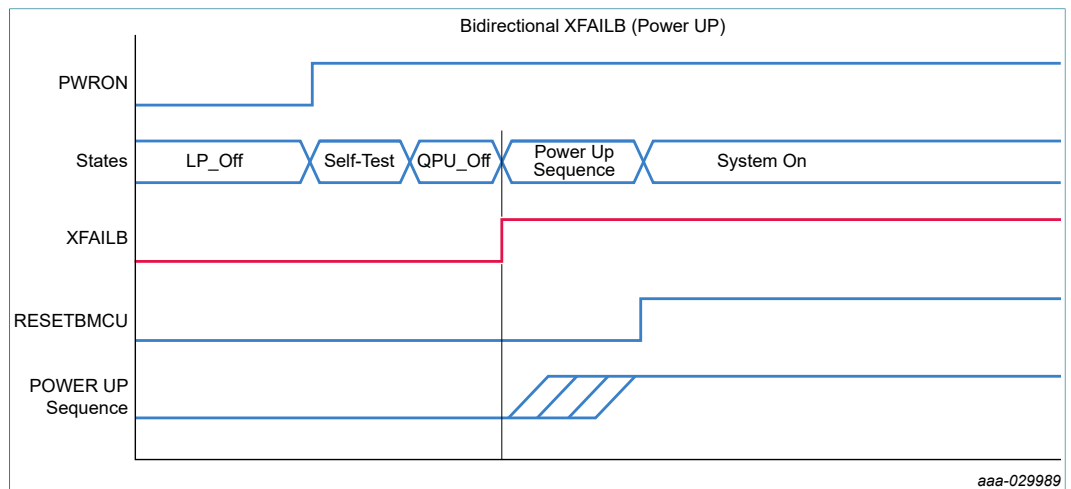 Bidirectional XFAILB (Power UP)
PWRON
States
LP_Off
Self-Test
QPU_Off
Power Up
Sequence
System On
XFAILB
RESETBMCU
POWER UP
Sequence
aaa-029989